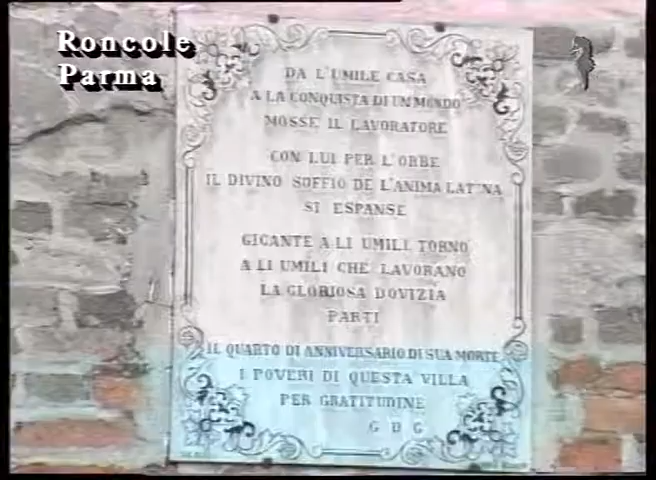 Roncole
Parma
DA L'UMILE CASA
A LA CONQUISTA DI UN MONDO
MOSSE IL LAVORATORE
CON LUI PER L'ORBE
IL DIVINO SOFFIO DE L'ANIMA LATINA
SI ESPANSE
GIGANTE A LI UMILI TORNO
A LI UMILI CHE LAVORANO
LA GLORIOSA DOVIZIA
PARTI
IL QUARTO DI ANNIVERSARIO DI SUA MORTE
I POVERI DI QUESTA VILLA
PER GRATITUDINE
G D G